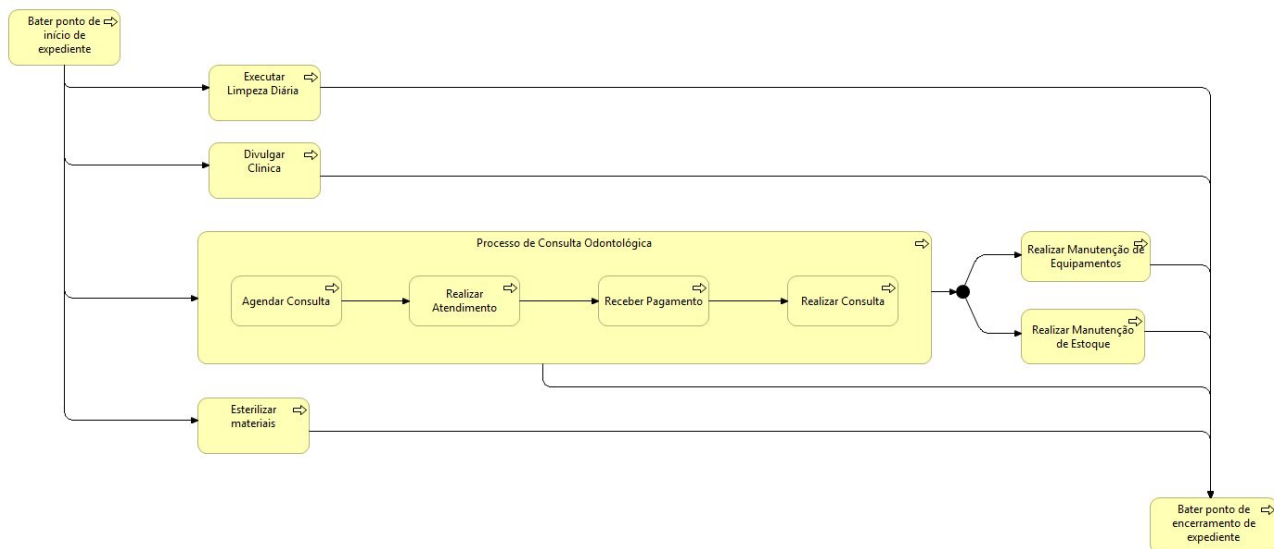 Bater ponto de
início de
expediente
Executar
Limpeza Diária
Divulgar
Clinica
Processo de Consulta Odontológica
Agendar Consulta
Realizar
Atendimento
Receber Pagamento
Realizar Consulta
Realizar Manutenção de
Equipamentos
Realizar Manutenção
de Estoque
Esterilizar
materiais
Bater ponto de
encerramento de
expediente